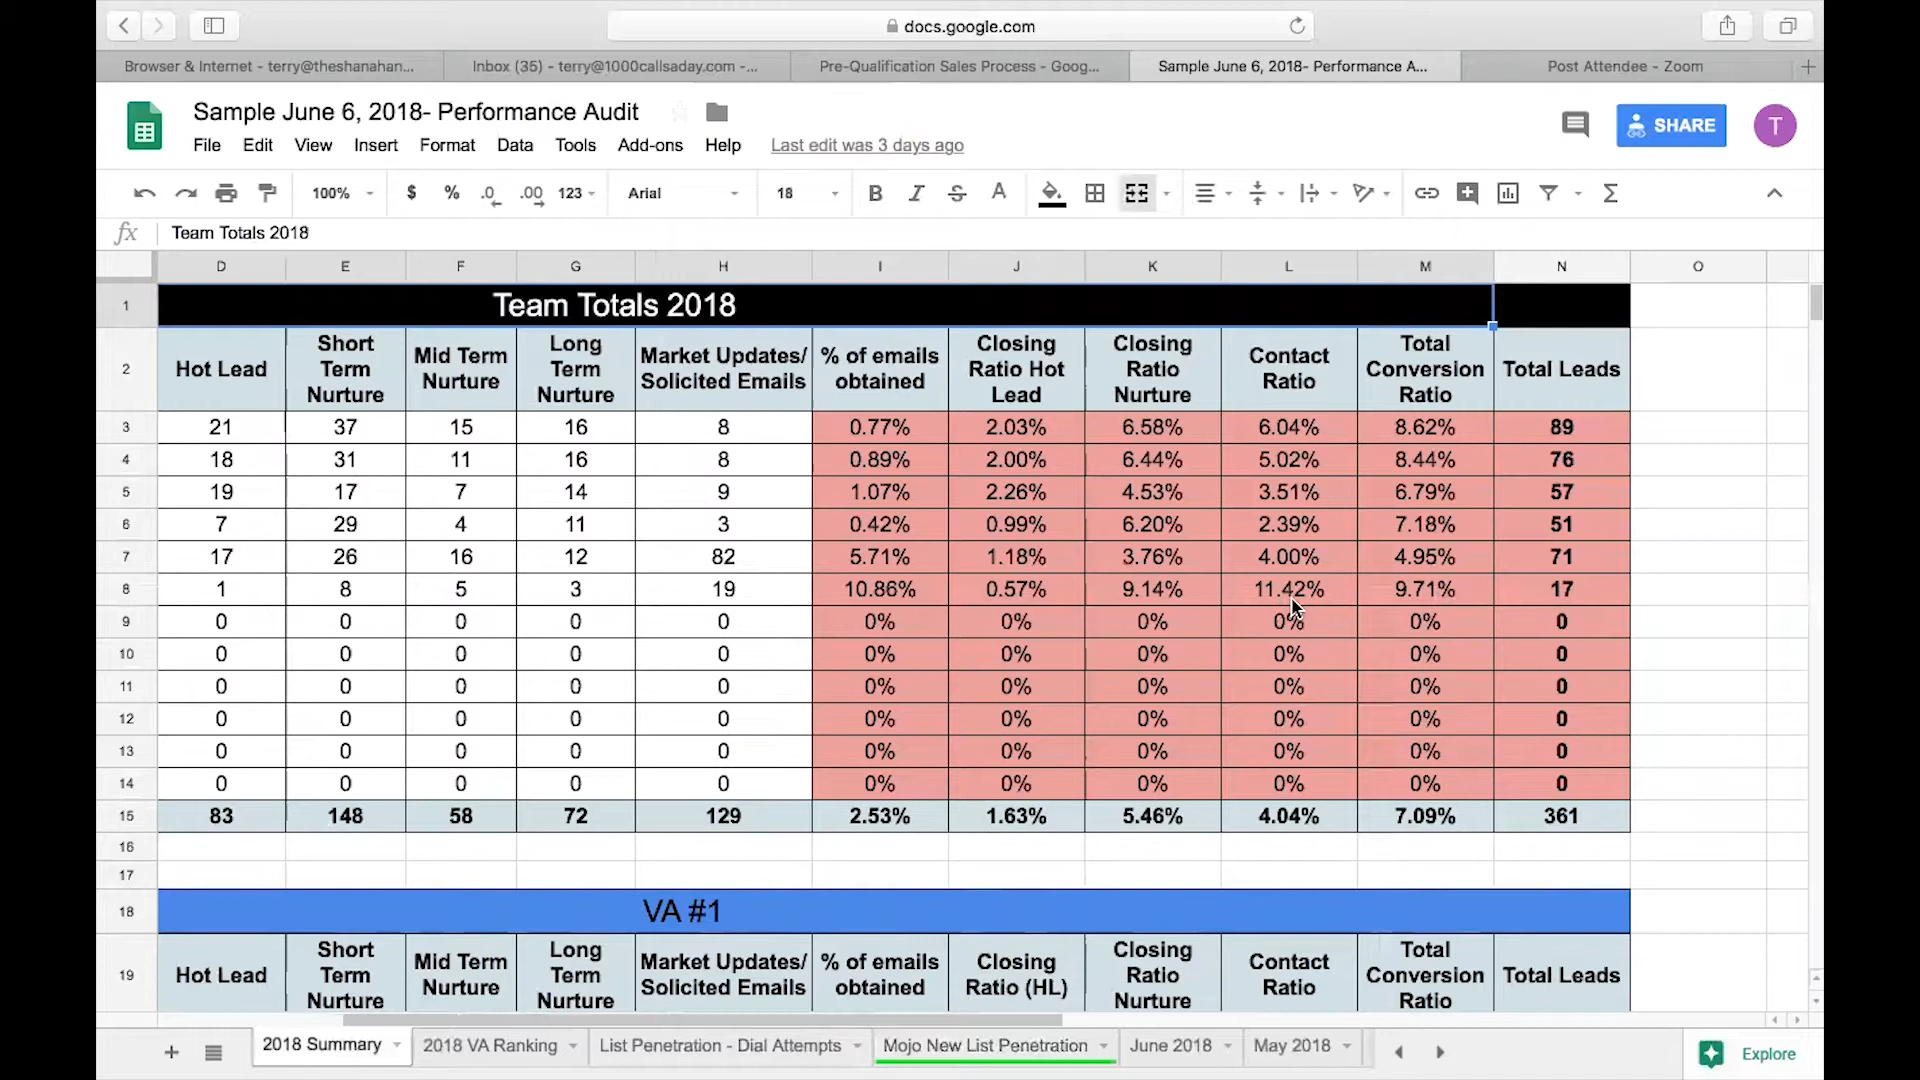 docs.google.com
Browser & Internet - terry@theshanahan...
Inbox (35) - terry@1000callsaday.com -...
Pre-Qualification Sales Process - Goog...
Sample June 6, 2018- Performance A...
Post Attendee - Zoom
Sample June 6, 2018- Performance Audit
SHARE
T
File Edit View Insert Format Data Tools Add-ons Help Last edit was 3 days ago
100% $ % .0 .00 123 Arial 18 B I S A
fx Team Totals 2018
D E F G H I J K L M N O
1 Team Totals 2018
2 Hot Lead Short Term Nurture Mid Term Nurture Long Term Nurture Market Updates/ Solicited Emails % of emails obtained Closing Ratio Hot Lead Closing Ratio Nurture Contact Ratio Total Conversion Ratio Total Leads
3 21 37 15 16 8 0.77% 2.03% 6.58% 6.04% 8.62% 89
4 18 31 11 16 8 0.89% 2.00% 6.44% 5.02% 8.44% 76
5 19 17 7 14 9 1.07% 2.26% 4.53% 3.51% 6.79% 57
6 7 29 4 11 3 0.42% 0.99% 6.20% 2.39% 7.18% 51
7 17 26 16 12 82 5.71% 1.18% 3.76% 4.00% 4.95% 71
8 1 8 5 3 19 10.86% 0.57% 9.14% 11.42% 9.71% 17
9 0 0 0 0 0 0% 0% 0% 0% 0% 0
10 0 0 0 0 0 0% 0% 0% 0% 0% 0
11 0 0 0 0 0 0% 0% 0% 0% 0% 0
12 0 0 0 0 0 0% 0% 0% 0% 0% 0
13 0 0 0 0 0 0% 0% 0% 0% 0% 0
14 0 0 0 0 0 0% 0% 0% 0% 0% 0
15 83 148 58 72 129 2.53% 1.63% 5.46% 4.04% 7.09% 361
16
17
18 VA #1
19 Hot Lead Short Term Nurture Mid Term Nurture Long Term Nurture Market Updates/ Solicited Emails % of emails obtained Closing Ratio (HL) Closing Ratio Nurture Contact Ratio Total Conversion Ratio Total Leads
2018 Summary 2018 VA Ranking List Penetration - Dial Attempts Mojo New List Penetration June 2018 May 2018 Explore